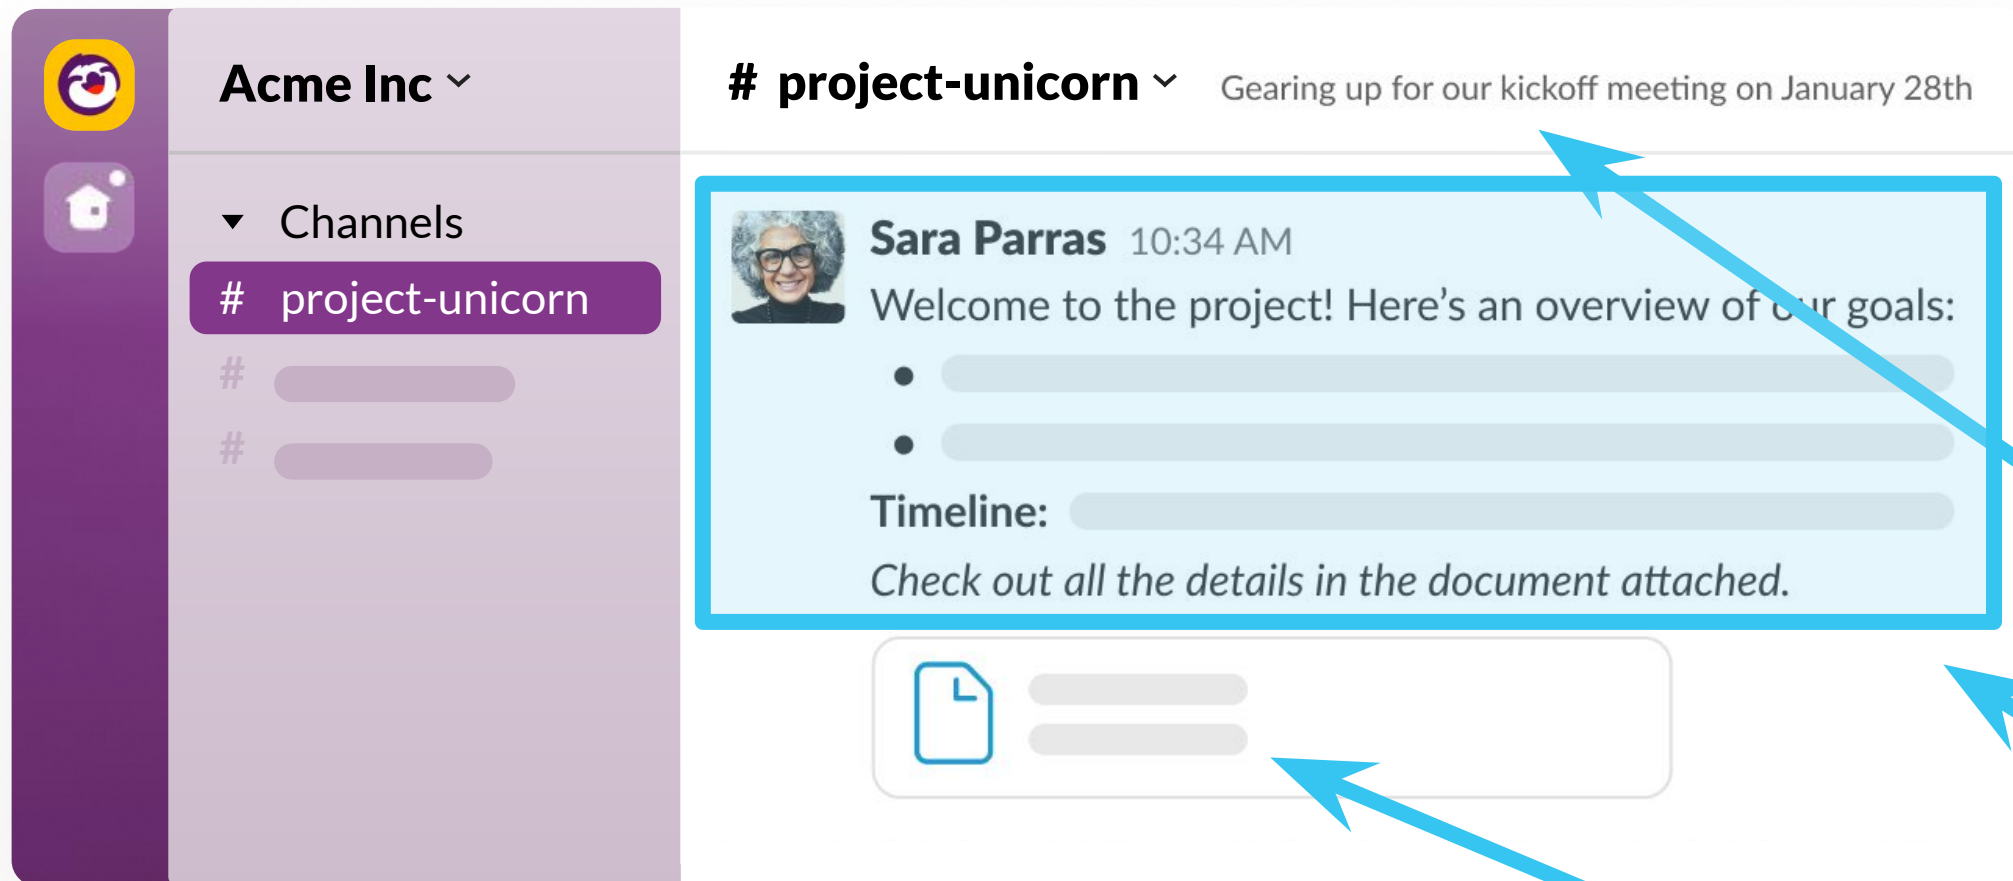 Acme Inc
# project-unicorn
Gearing up for our kickoff meeting on January 28th
Channels
# project-unicorn
#
#
Sara Parras 10:34 AM
Welcome to the project! Here's an overview of our goals:
Timeline:
Check out all the details in the document attached.